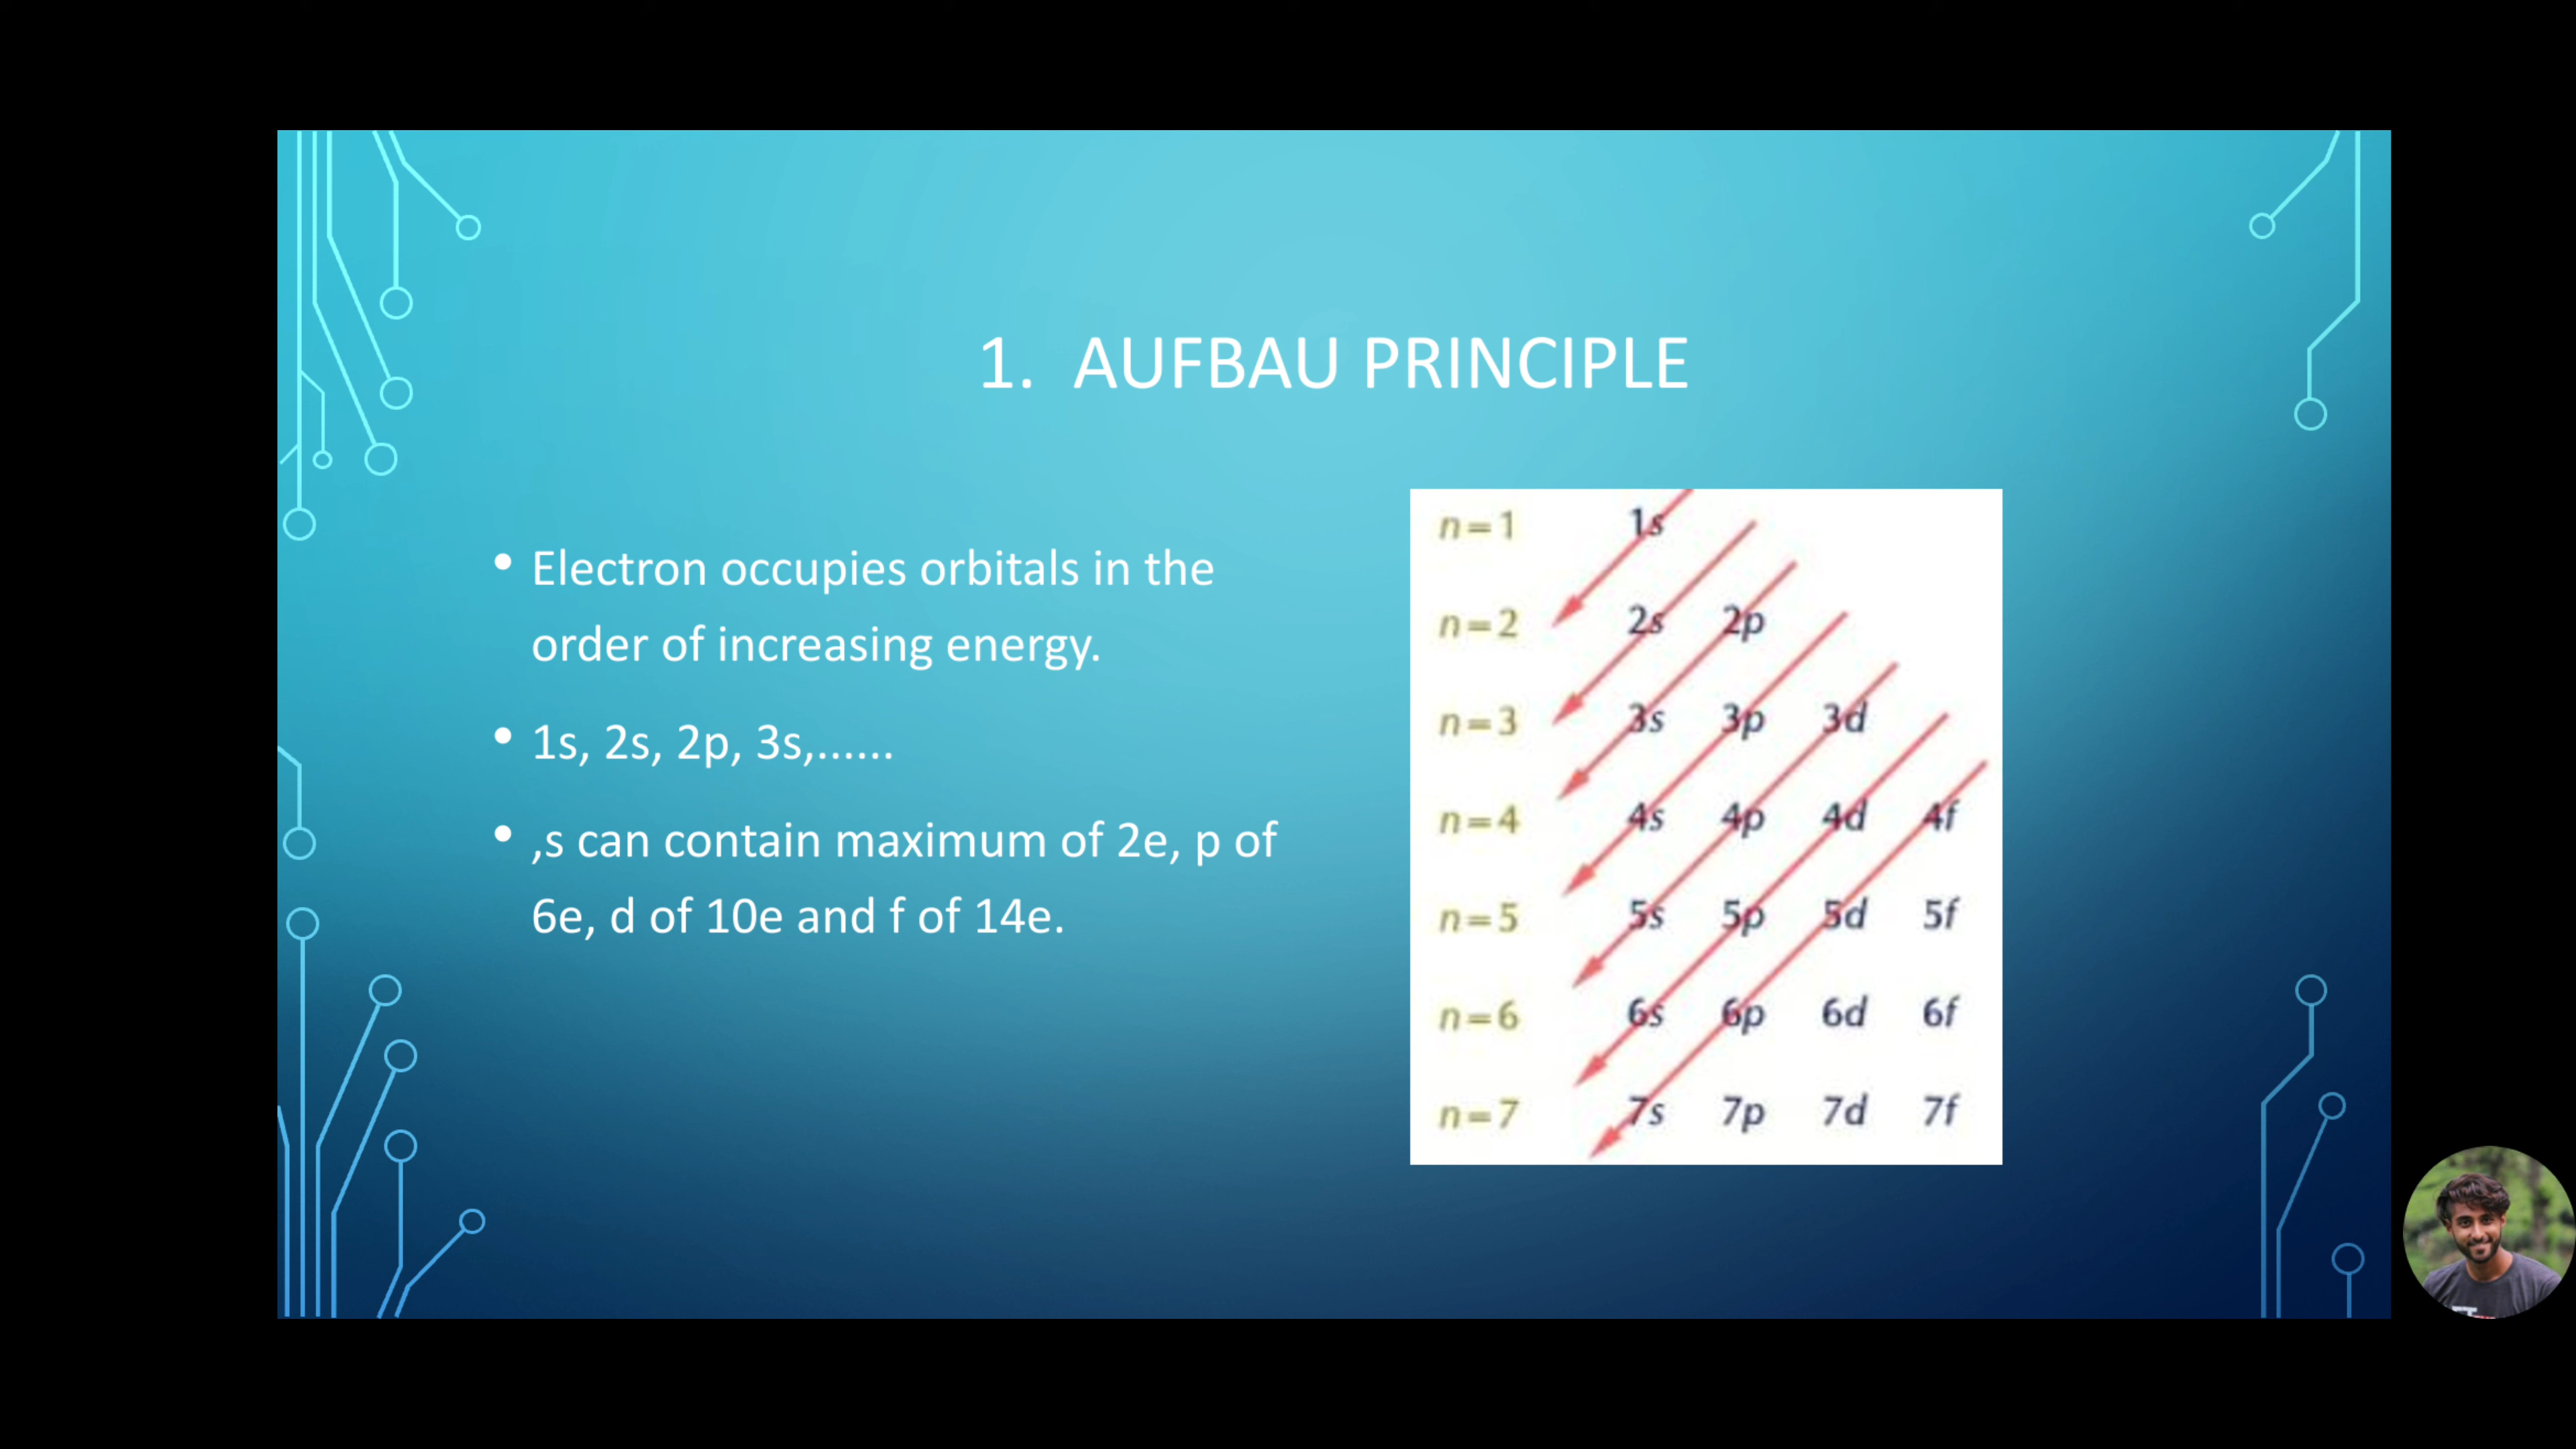 1. AUFBAU PRINCIPLE
• Electron occupies orbitals in the
order of increasing energy.
• 1s, 2s, 2p, 3s,......
• ,s can contain maximum of 2e, p of
6e, d of 10e and f of 14e.
n=1 1s
n=2 2s 2p
n=3 3s 3p 3d
n=4 4s 4p 4d 4f
n=5 5s 5p 5d 5f
n=6 6s 6p 6d 6f
n=7 7s 7p 7d 7f